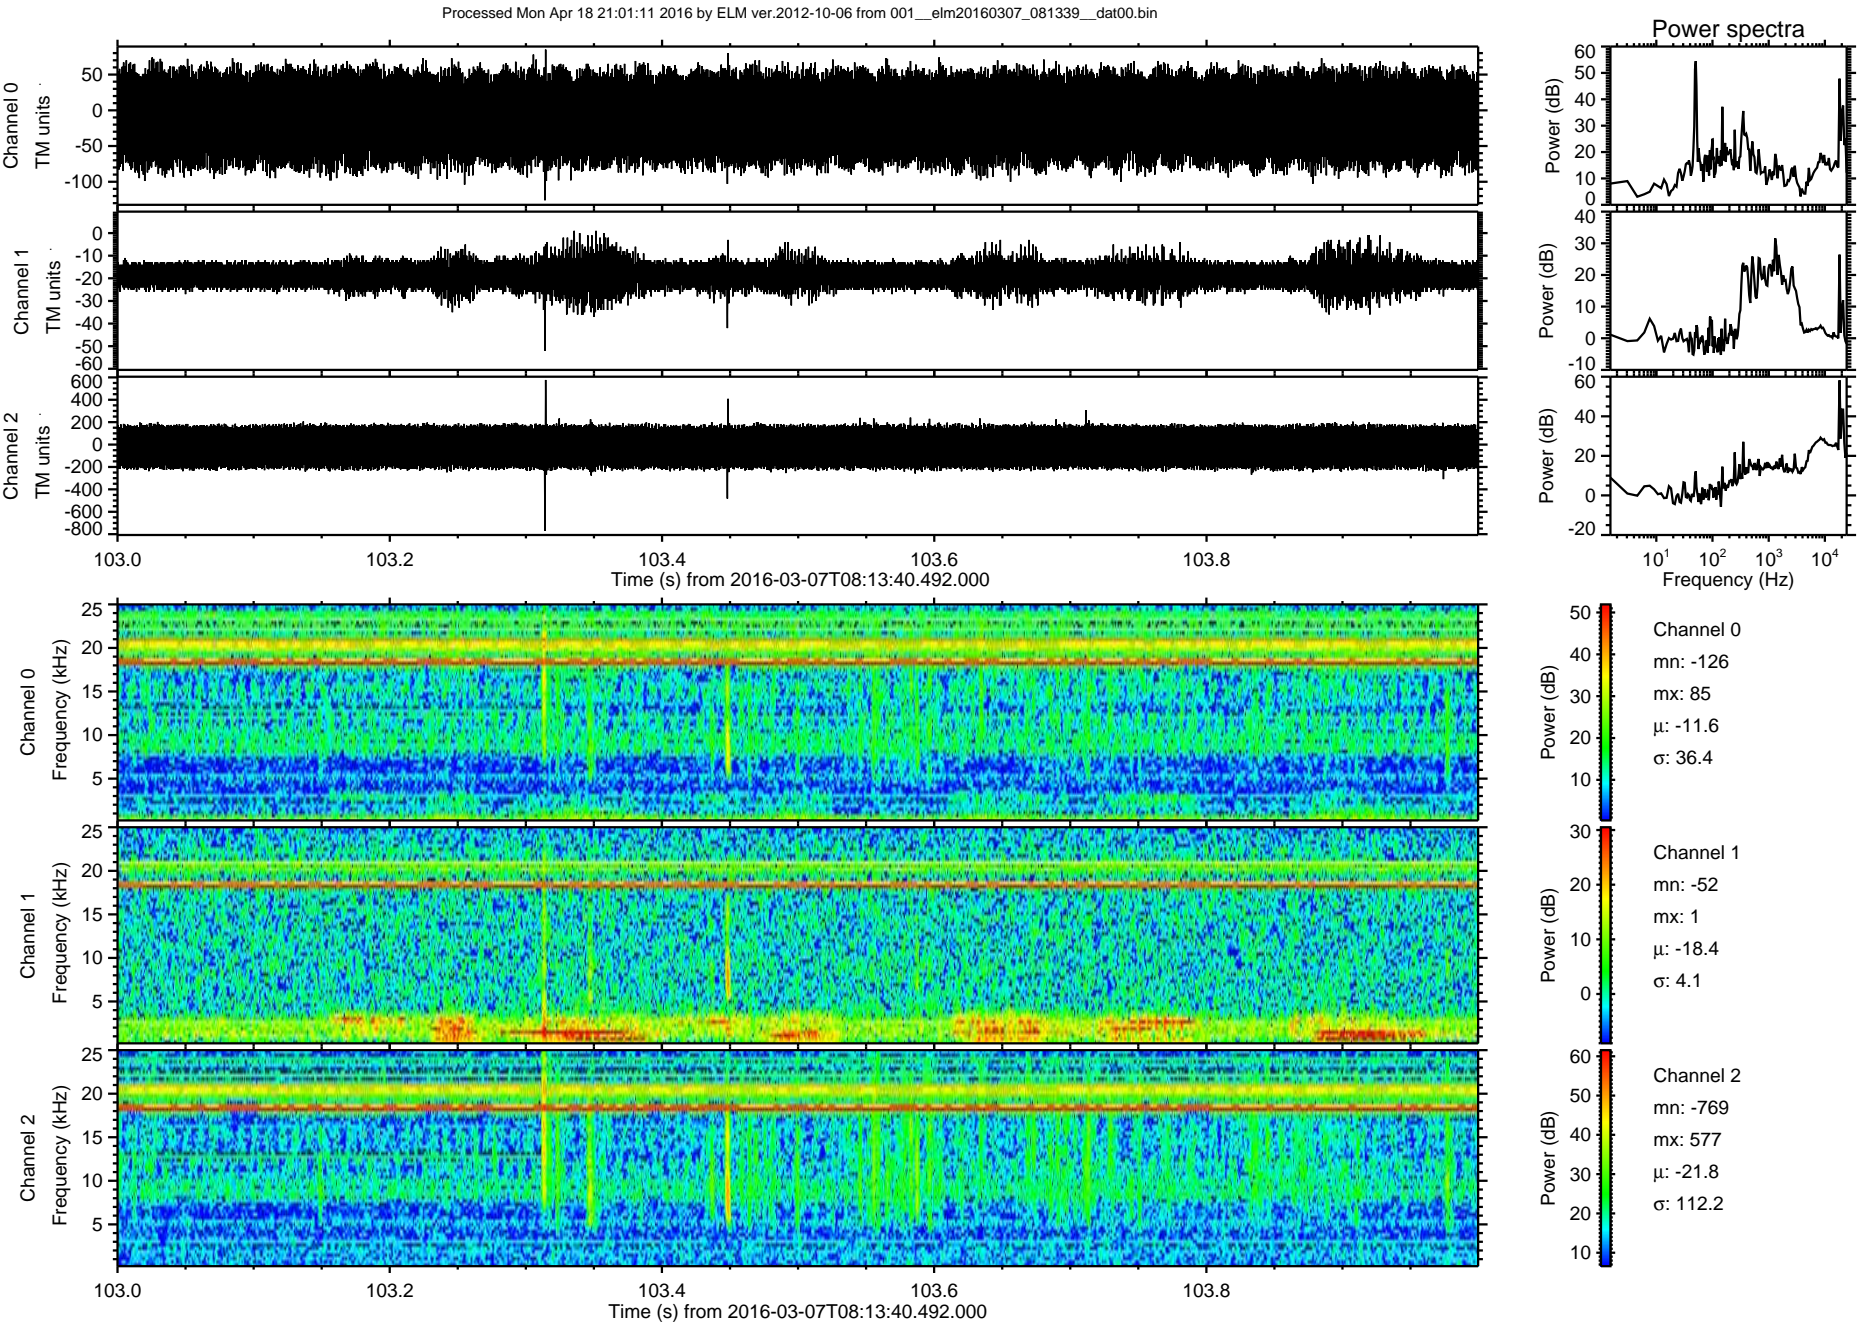 Processed Mon Apr 18 21:01:11 2016 by ELM ver.2012-10-06 from 001__elm20160307_081339__dat00.bin
Power spectra
Channel 0
TM units
50
0
-50
-100
Power (dB)
60
50
40
30
20
10
0
Channel 1
TM units
0
-10
-20
-30
-40
-50
-60
Power (dB)
40
30
20
10
0
-10
Channel 2
TM units
600
400
200
0
-200
-400
-600
-800
Power (dB)
60
40
20
0
-20
103.0 103.2 103.4 103.6 103.8
Time (s) from 2016-03-07T08:13:40.492.000
10¹ 10² 10³ 10⁴
Frequency (Hz)
Channel 0
Frequency (kHz)
25
20
15
10
5
Power (dB)
50
40
30
20
10
Channel 0
mn: -126
mx: 85
μ: -11.6
σ: 36.4
Channel 1
Frequency (kHz)
25
20
15
10
5
Power (dB)
30
20
10
0
Channel 1
mn: -52
mx: 1
μ: -18.4
σ: 4.1
Channel 2
Frequency (kHz)
25
20
15
10
5
Power (dB)
60
50
40
30
20
10
Channel 2
mn: -769
mx: 577
μ: -21.8
σ: 112.2
103.0 103.2 103.4 103.6 103.8
Time (s) from 2016-03-07T08:13:40.492.000